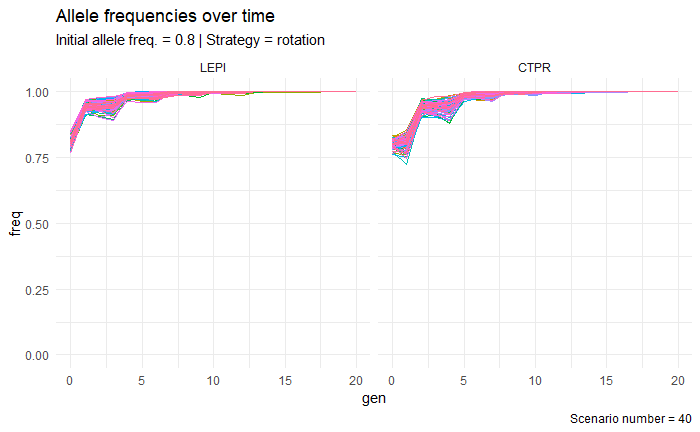 Allele frequencies over time
Initial allele freq. = 0.8 | Strategy = rotation
LEPI
CTPR
1.00
0.75
0.50
0.25
0.00
freq
0 5 10 15 20
0 5 10 15 20
gen
Scenario number = 40